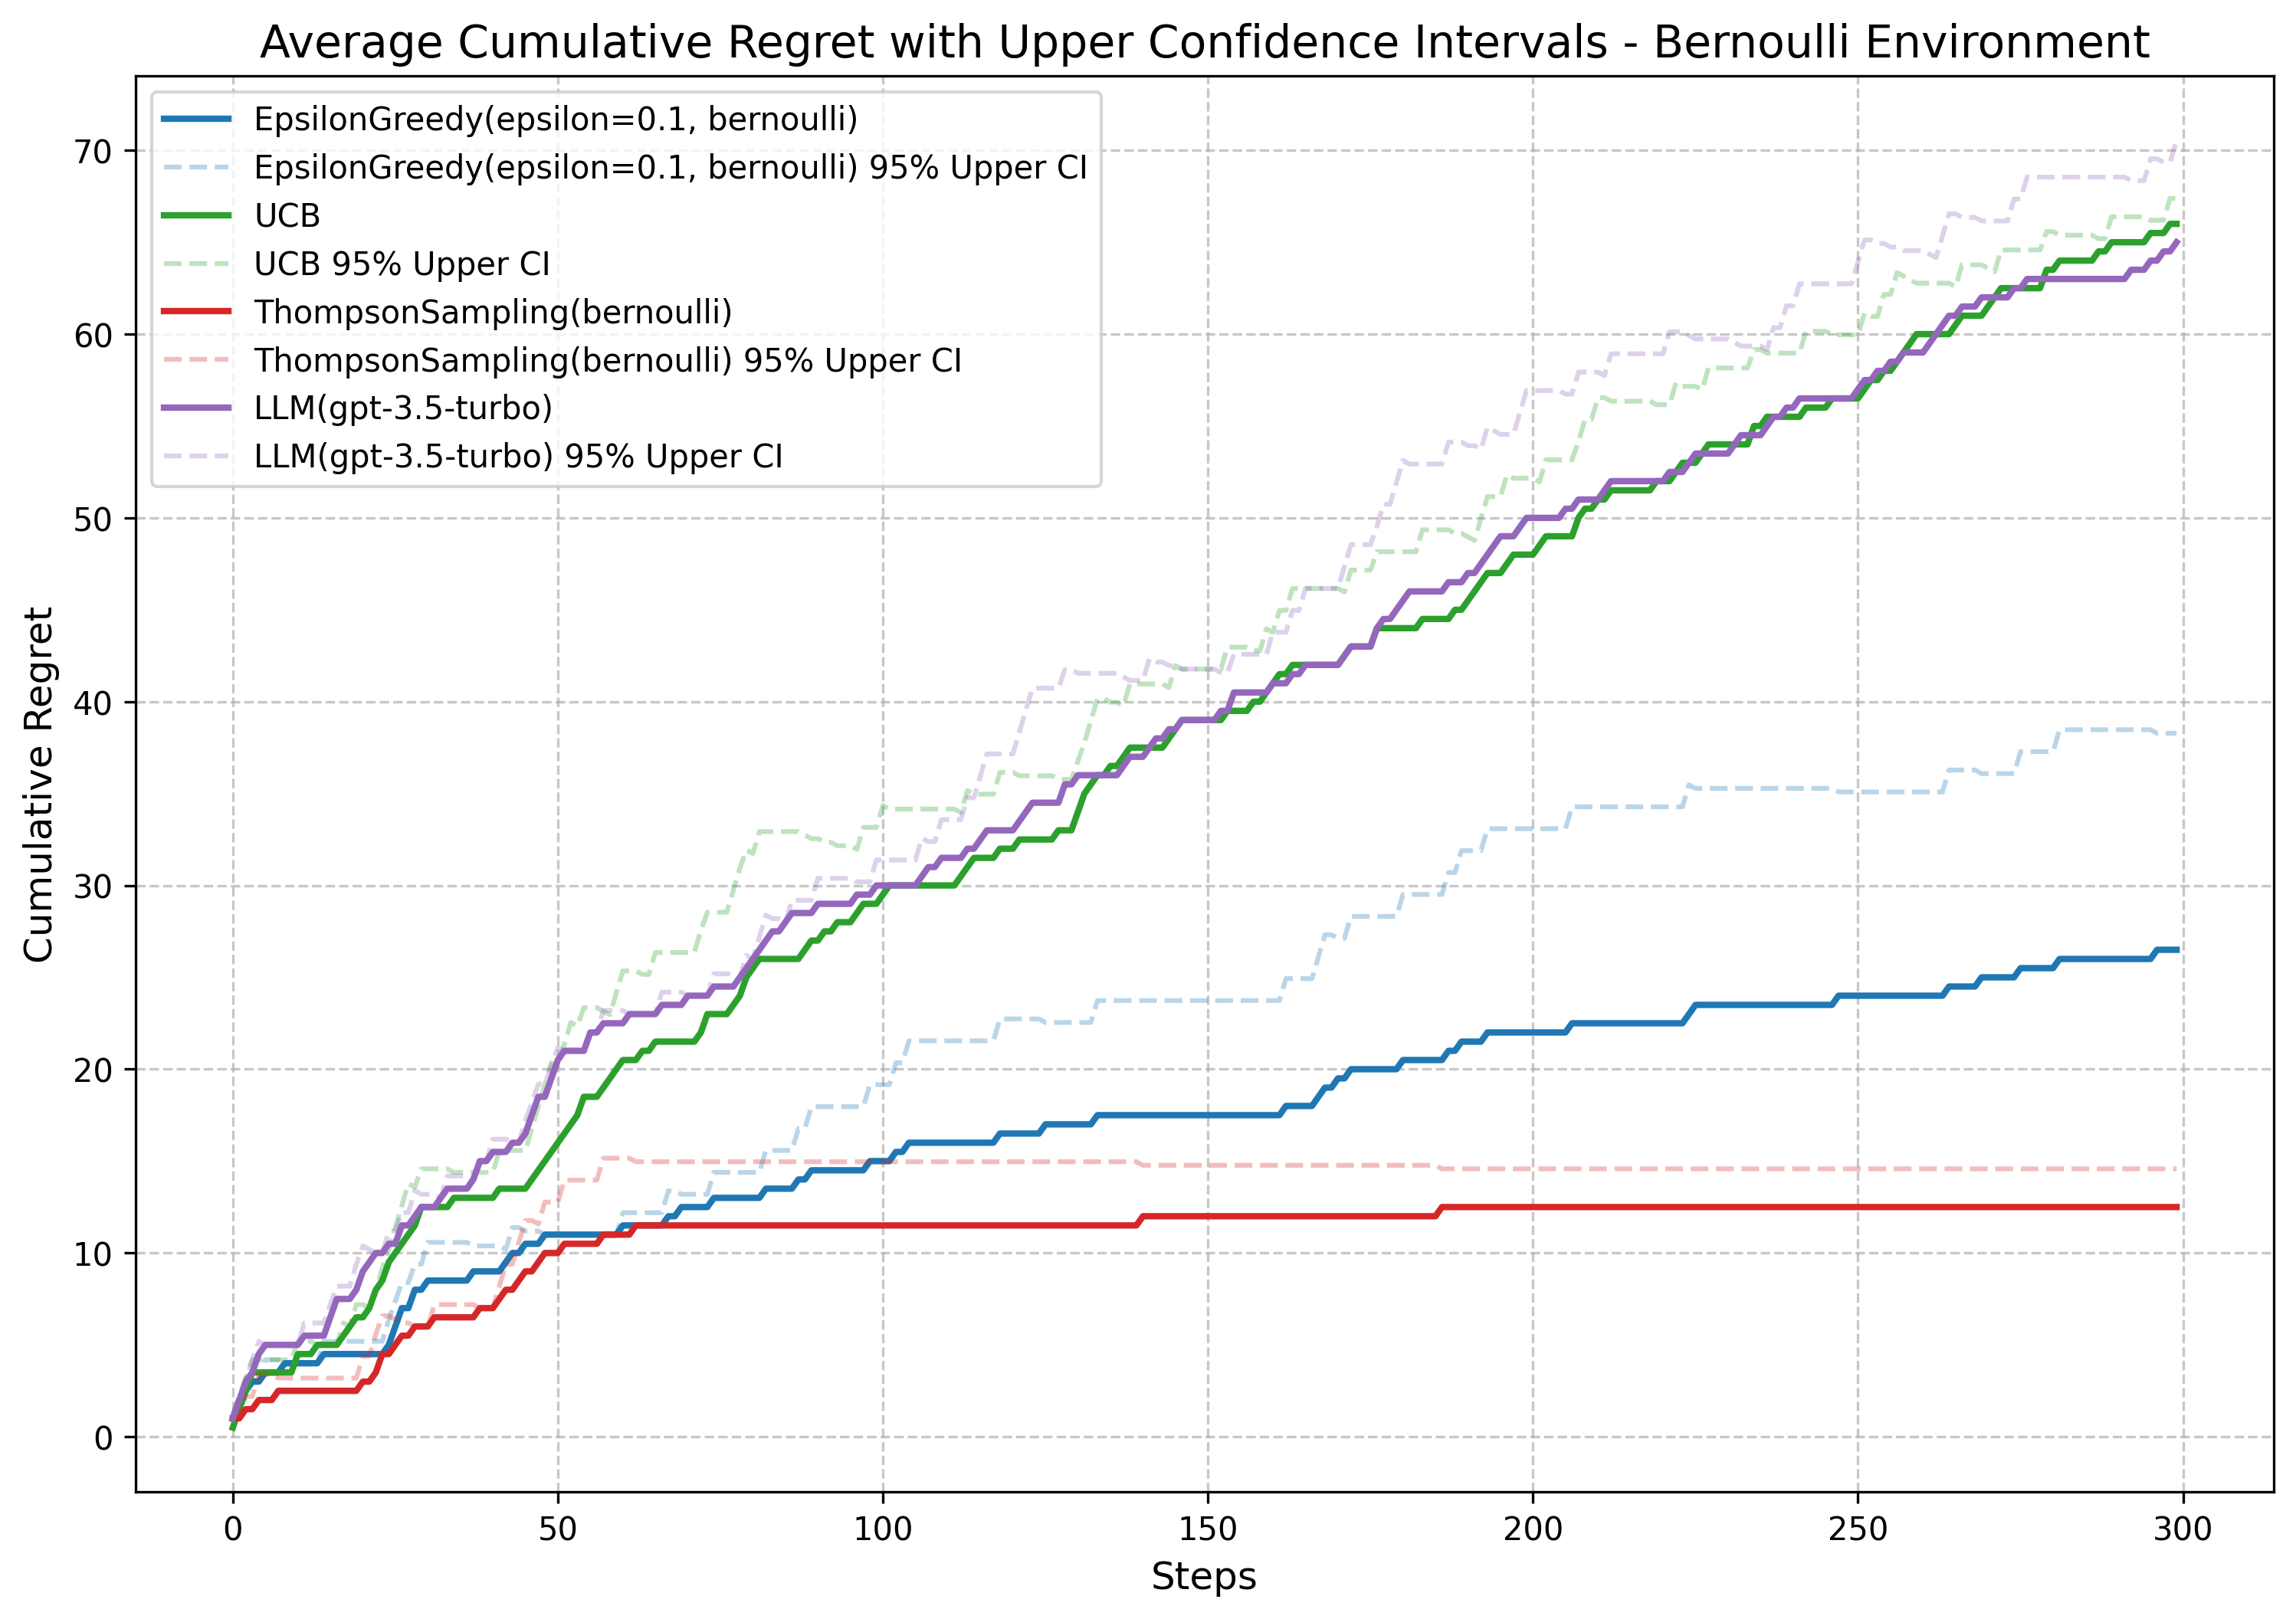 Average Cumulative Regret with Upper Confidence Intervals - Bernoulli Environment
EpsilonGreedy(epsilon=0.1, bernoulli)
EpsilonGreedy(epsilon=0.1, bernoulli) 95% Upper CI
UCB
UCB 95% Upper CI
ThompsonSampling(bernoulli)
ThompsonSampling(bernoulli) 95% Upper CI
LLM(gpt-3.5-turbo)
LLM(gpt-3.5-turbo) 95% Upper CI
70
60
50
40
30
20
10
0
Cumulative Regret
0 50 100 150 200 250 300
Steps